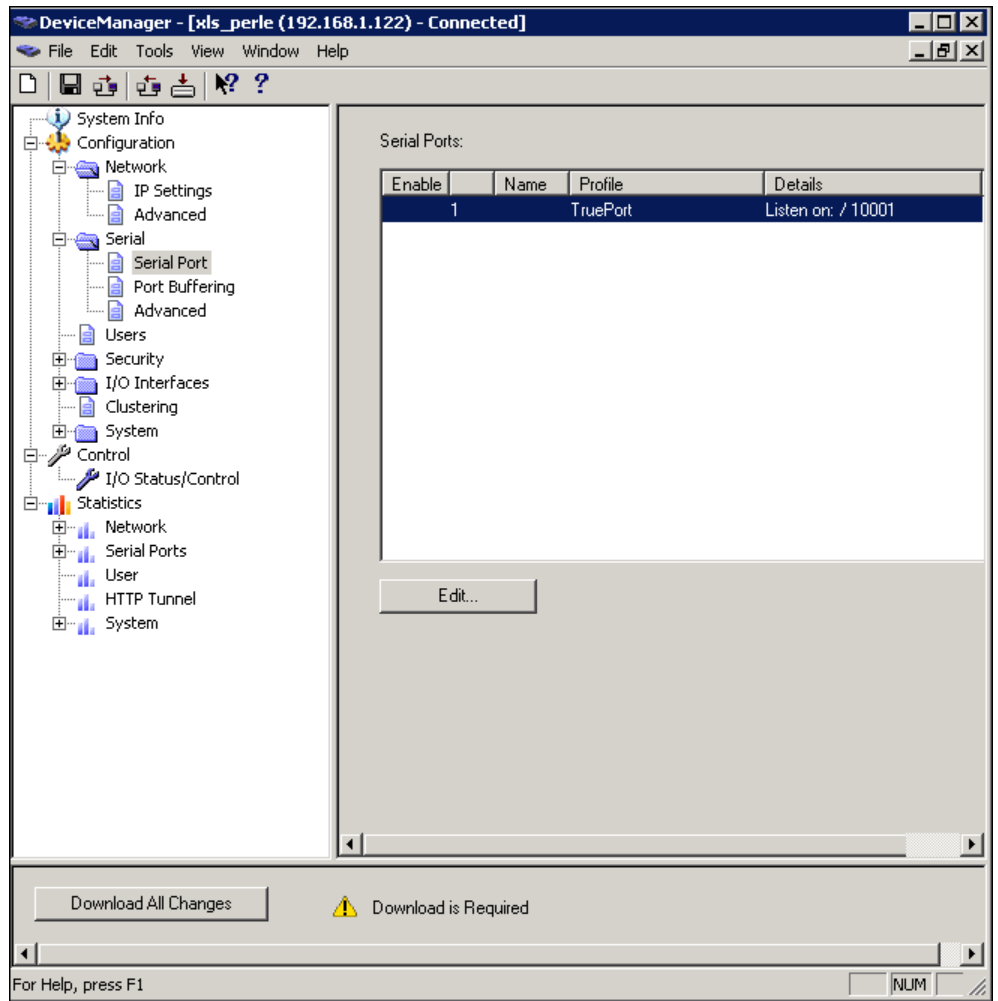 DeviceManager - [xls_perle (192.168.1.122) - Connected]
File Edit Tools View Window Help
System Info
Configuration
Network
IP Settings
Advanced
Serial
Serial Port
Port Buffering
Advanced
Users
Security
I/O Interfaces
Clustering
System
Control
I/O Status/Control
Statistics
Network
Serial Ports
User
HTTP Tunnel
System
Serial Ports:
Enable Name Profile Details
1 TruePort Listen on: / 10001
Edit...
Download All Changes
Download is Required
For Help, press F1
NUM